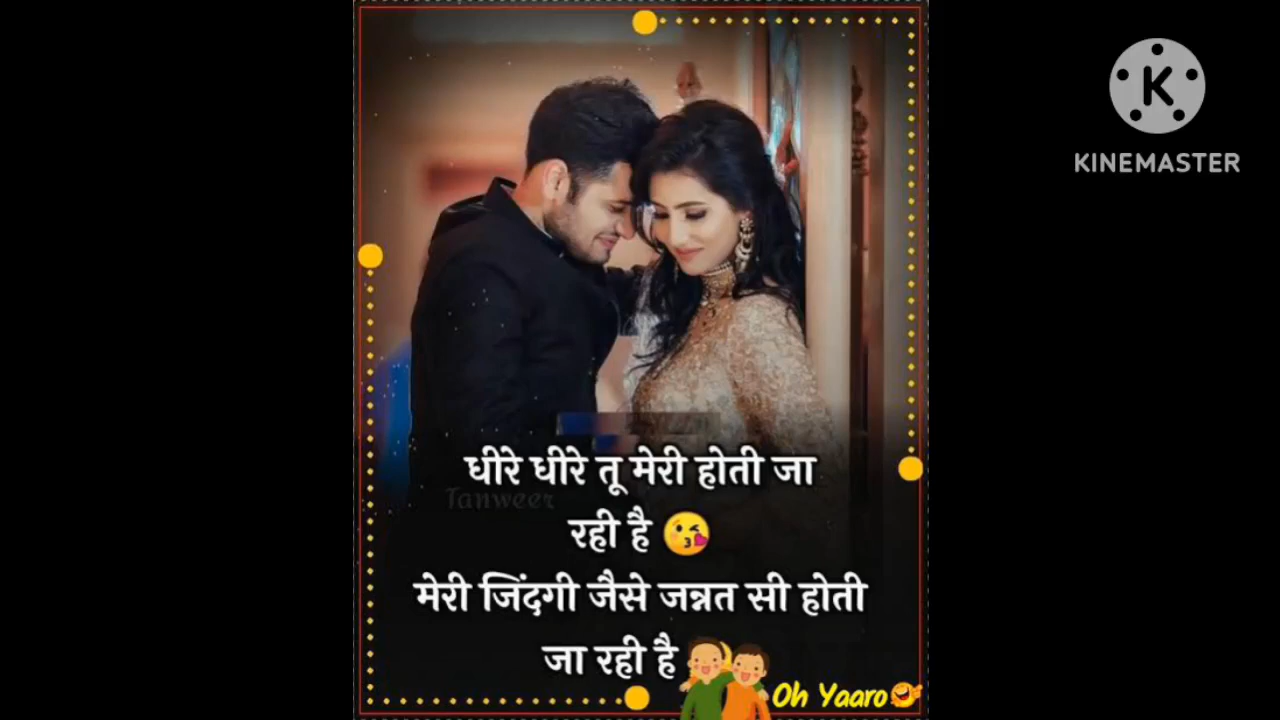 KINEMASTER
धीरे धीरे तू मेरी होती जा
Tanweer
रही है 😘
मेरी जिंदगी जैसे जन्नत सी होती
जा रही है
Oh Yaaro